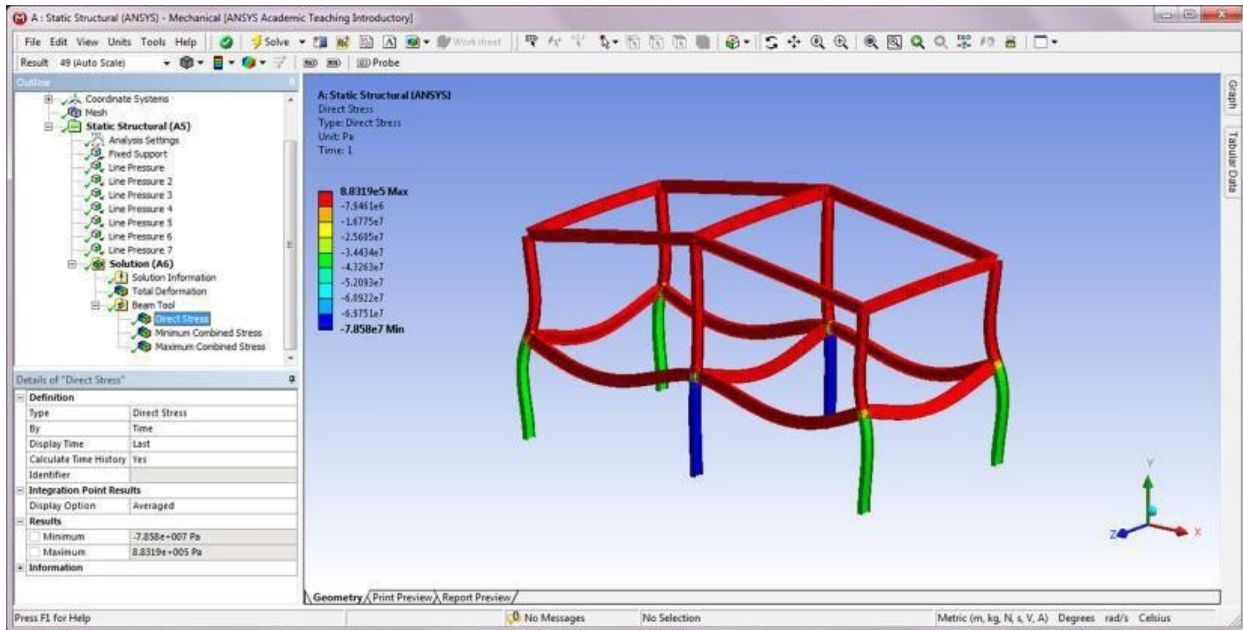 A : Static Structural (ANSYS) - Mechanical [ANSYS Academic Teaching Introductory]
File Edit View Units Tools Help Solve Worksheet
Result 49 (Auto Scale) Probe
Outline
Coordinate Systems
Mesh
Static Structural (A5)
Analysis Settings
Fixed Support
Line Pressure
Line Pressure 2
Line Pressure 3
Line Pressure 4
Line Pressure 5
Line Pressure 6
Line Pressure 7
Solution (A6)
Solution Information
Total Deformation
Beam Tool
Direct Stress
Minimum Combined Stress
Maximum Combined Stress
Details of "Direct Stress"
Definition
Type Direct Stress
By Time
Display Time Last
Calculate Time History Yes
Identifier
Integration Point Results
Display Option Averaged
Results
Minimum -7.858e+007 Pa
Maximum 8.8319e+005 Pa
Information
A: Static Structural (ANSYS)
Direct Stress
Type: Direct Stress
Unit: Pa
Time: 1
8.8319e5 Max
-7.9461e6
-1.6775e7
-2.5605e7
-3.4434e7
-4.3263e7
-5.2093e7
-6.0922e7
-6.9751e7
-7.858e7 Min
Y
Z
X
Graph
Tabular Data
Geometry Print Preview Report Preview
Press F1 for Help No Messages No Selection Metric (m, kg, N, s, V, A) Degrees rad/s Celsius